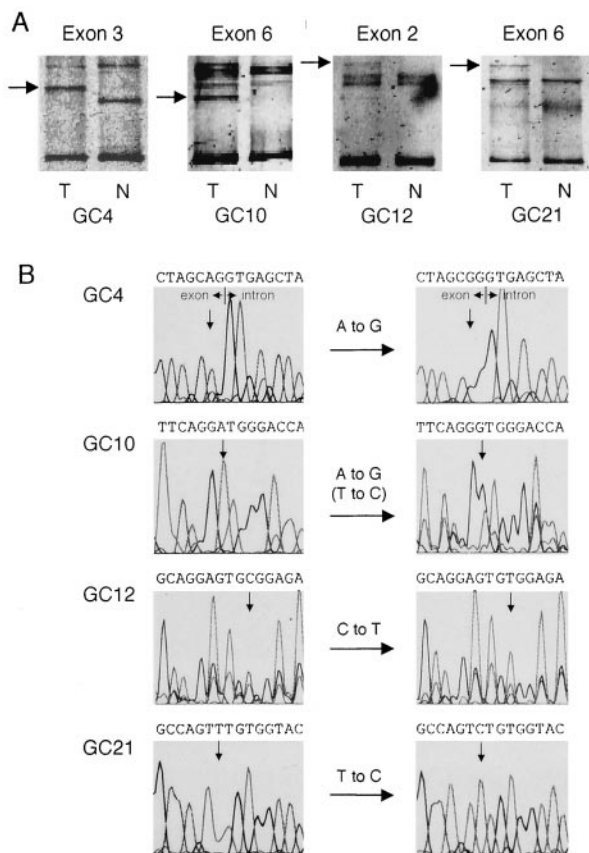 A
Exon 3 Exon 6 Exon 2 Exon 6
T N T N T N T N
GC4 GC10 GC12 GC21
B
CTAGCAGGTGAGCTA CTAGCGGGTGAGCTA
GC4
exon intron exon intron
A to G
TTCAGGATGGGACCA TTCAGGGTGGGACCA
GC10
A to G
(T to C)
GCAGGAGTGCGGAGA GCAGGAGTGTGGAGA
GC12
C to T
GCCAGTTTGTGGTAC GCCAGTCTGTGGTAC
GC21
T to C